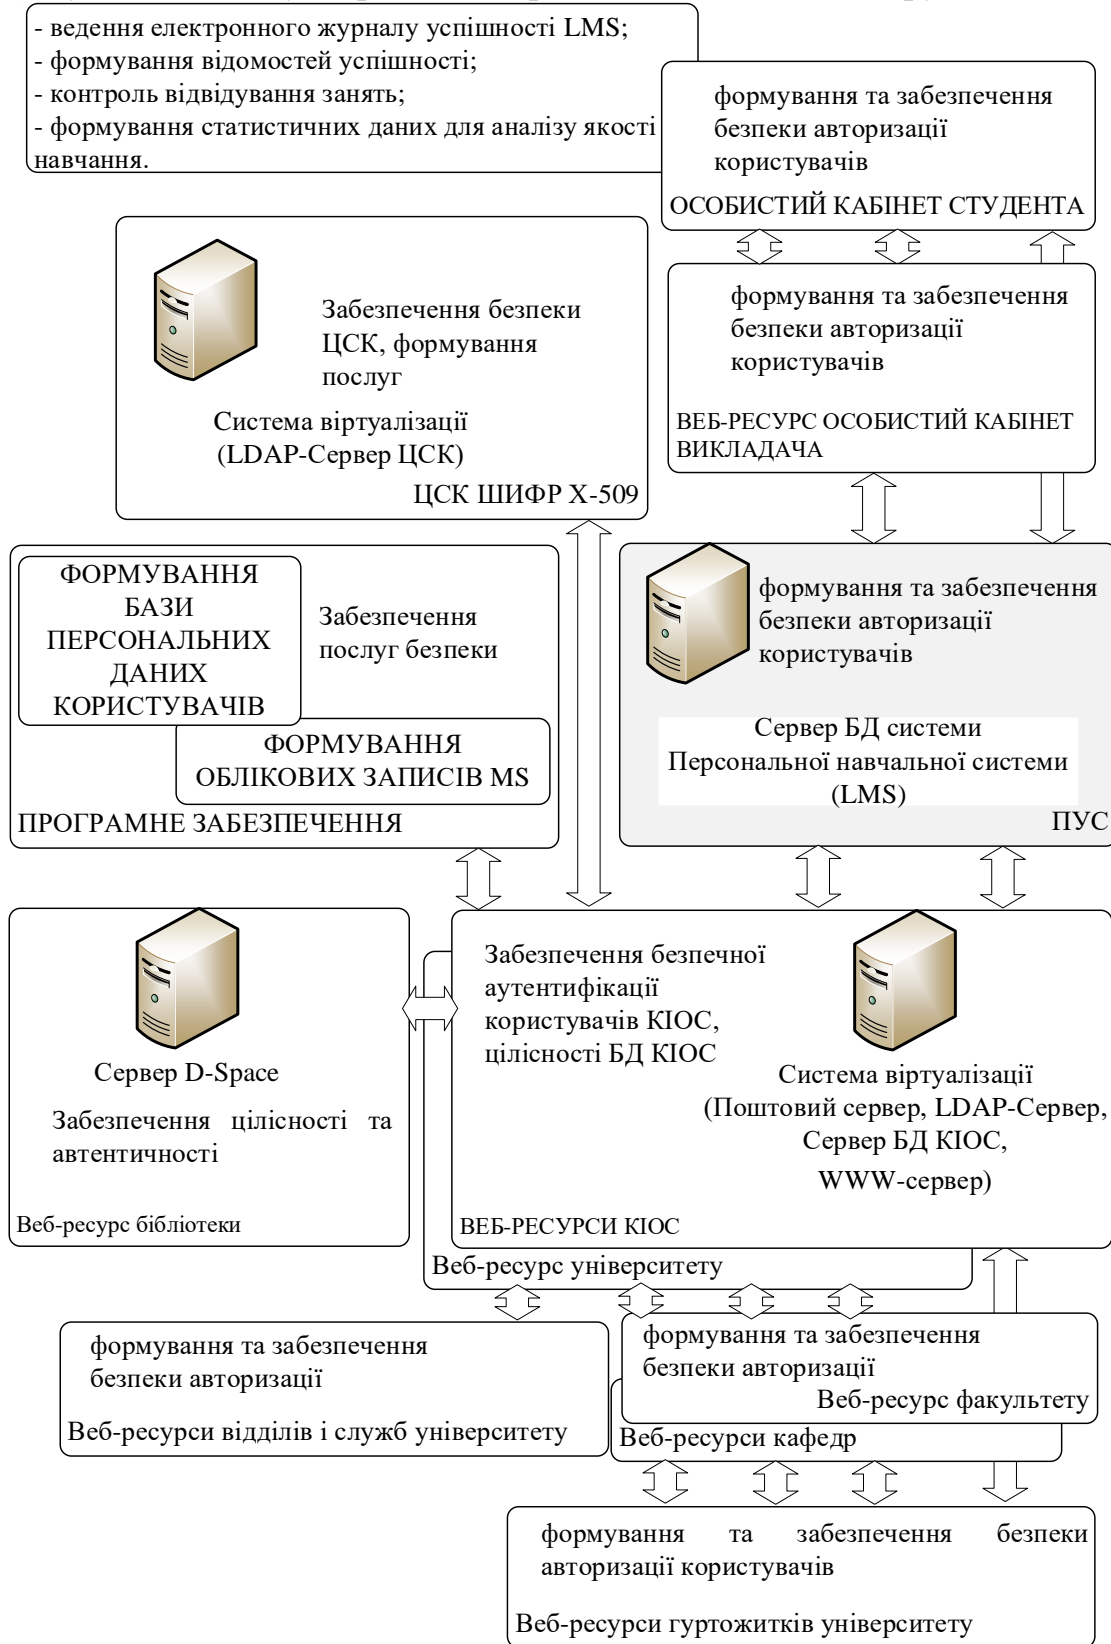 - ведення електронного журналу успішності LMS;
- формування відомостей успішності;
- контроль відвідування занять;
- формування статистичних даних для аналізу якості
навчання.
формування та забезпечення
безпеки авторизації
користувачів
ОСОБИСТИЙ КАБІНЕТ СТУДЕНТА
Забезпечення безпеки
ЦСК, формування
послуг
Система віртуалізації
(LDAP-Сервер ЦСК)
ЦСК ШИФР X-509
формування та забезпечення
безпеки авторизації
користувачів
ВЕБ-РЕСУРС ОСОБИСТИЙ КАБІНЕТ
ВИКЛАДАЧА
ФОРМУВАННЯ
БАЗИ
ПЕРСОНАЛЬНИХ
ДАНИХ
КОРИСТУВАЧІВ
Забезпечення
послуг безпеки
ФОРМУВАННЯ
ОБЛІКОВИХ ЗАПИСІВ MS
ПРОГРАМНЕ ЗАБЕЗПЕЧЕННЯ
формування та забезпечення
безпеки авторизації
користувачів
Сервер БД системи
Персональної навчальної системи
(LMS)
ПУС
Сервер D-Space
Забезпечення цілісності та
автентичності
Веб-ресурс бібліотеки
Забезпечення безпечної
аутентифікації
користувачів КІОС,
цілісності БД КІОС
Система віртуалізації
(Поштовий сервер, LDAP-Сервер,
Сервер БД КІОС,
WWW-сервер)
ВЕБ-РЕСУРСИ КІОС
Веб-ресурс університету
формування та забезпечення
безпеки авторизації
Веб-ресурси відділів і служб університету
формування та забезпечення
безпеки авторизації
Веб-ресурс факультету
Веб-ресурси кафедр
формування та забезпечення безпеки
авторизації користувачів
Веб-ресурси гуртожитків університету